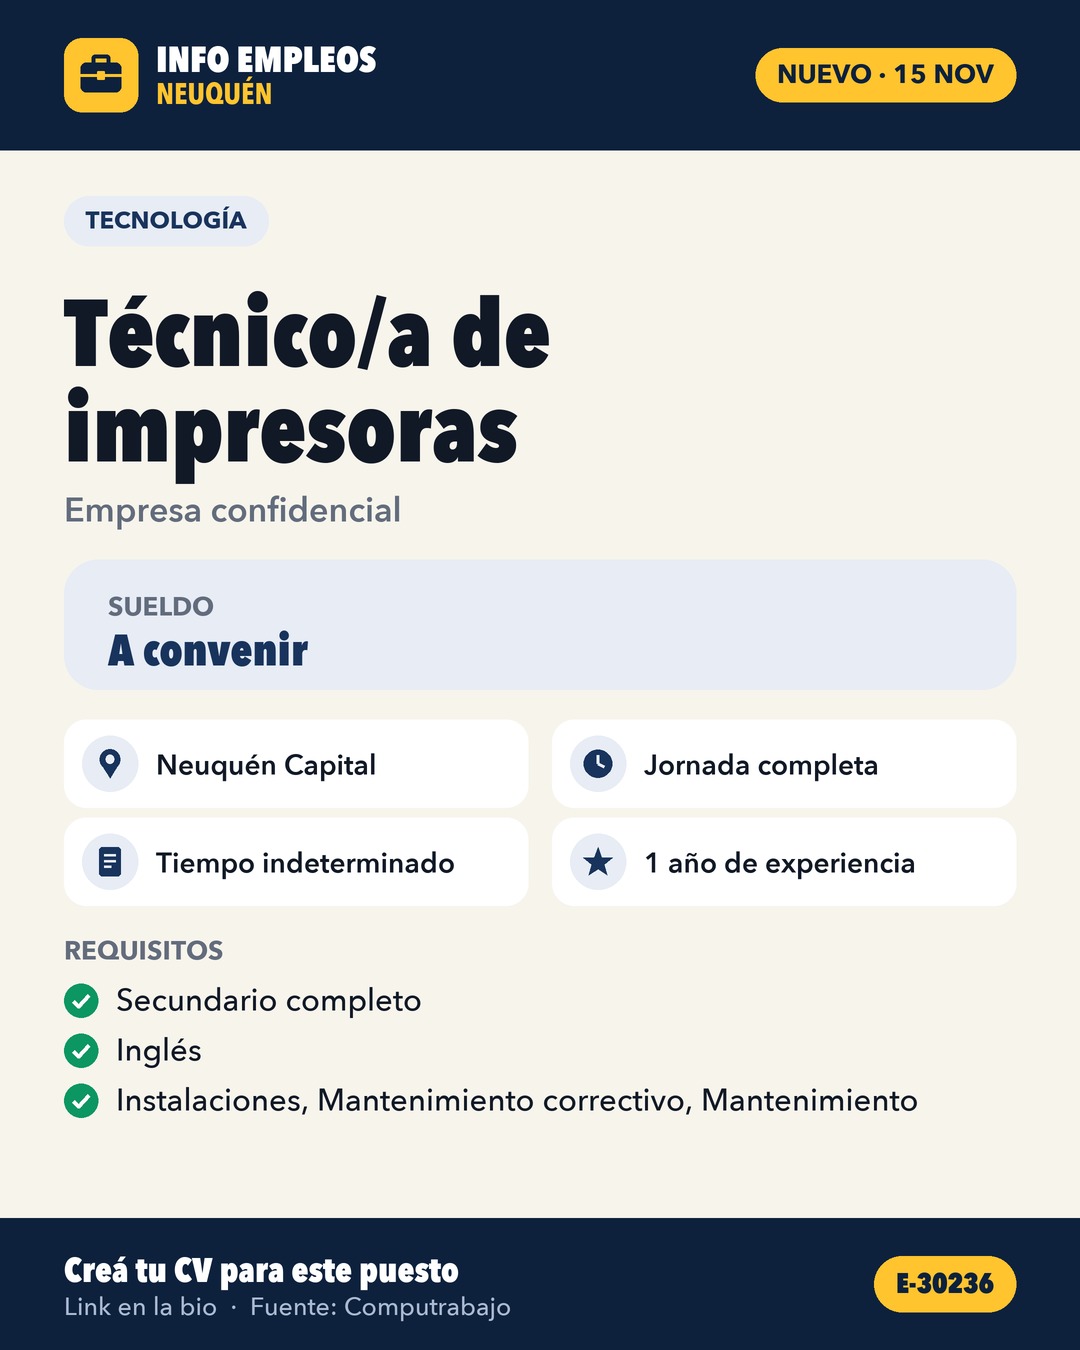 INFO EMPLEOS
NEUQUÉN
NUEVO · 15 NOV
TECNOLOGÍA
Técnico/a de
impresoras
Empresa confidencial
SUELDO
A convenir
Neuquén Capital
Jornada completa
Tiempo indeterminado
1 año de experiencia
REQUISITOS
Secundario completo
Inglés
Instalaciones, Mantenimiento correctivo, Mantenimiento
Creá tu CV para este puesto
Link en la bio · Fuente: Computrabajo
E-30236